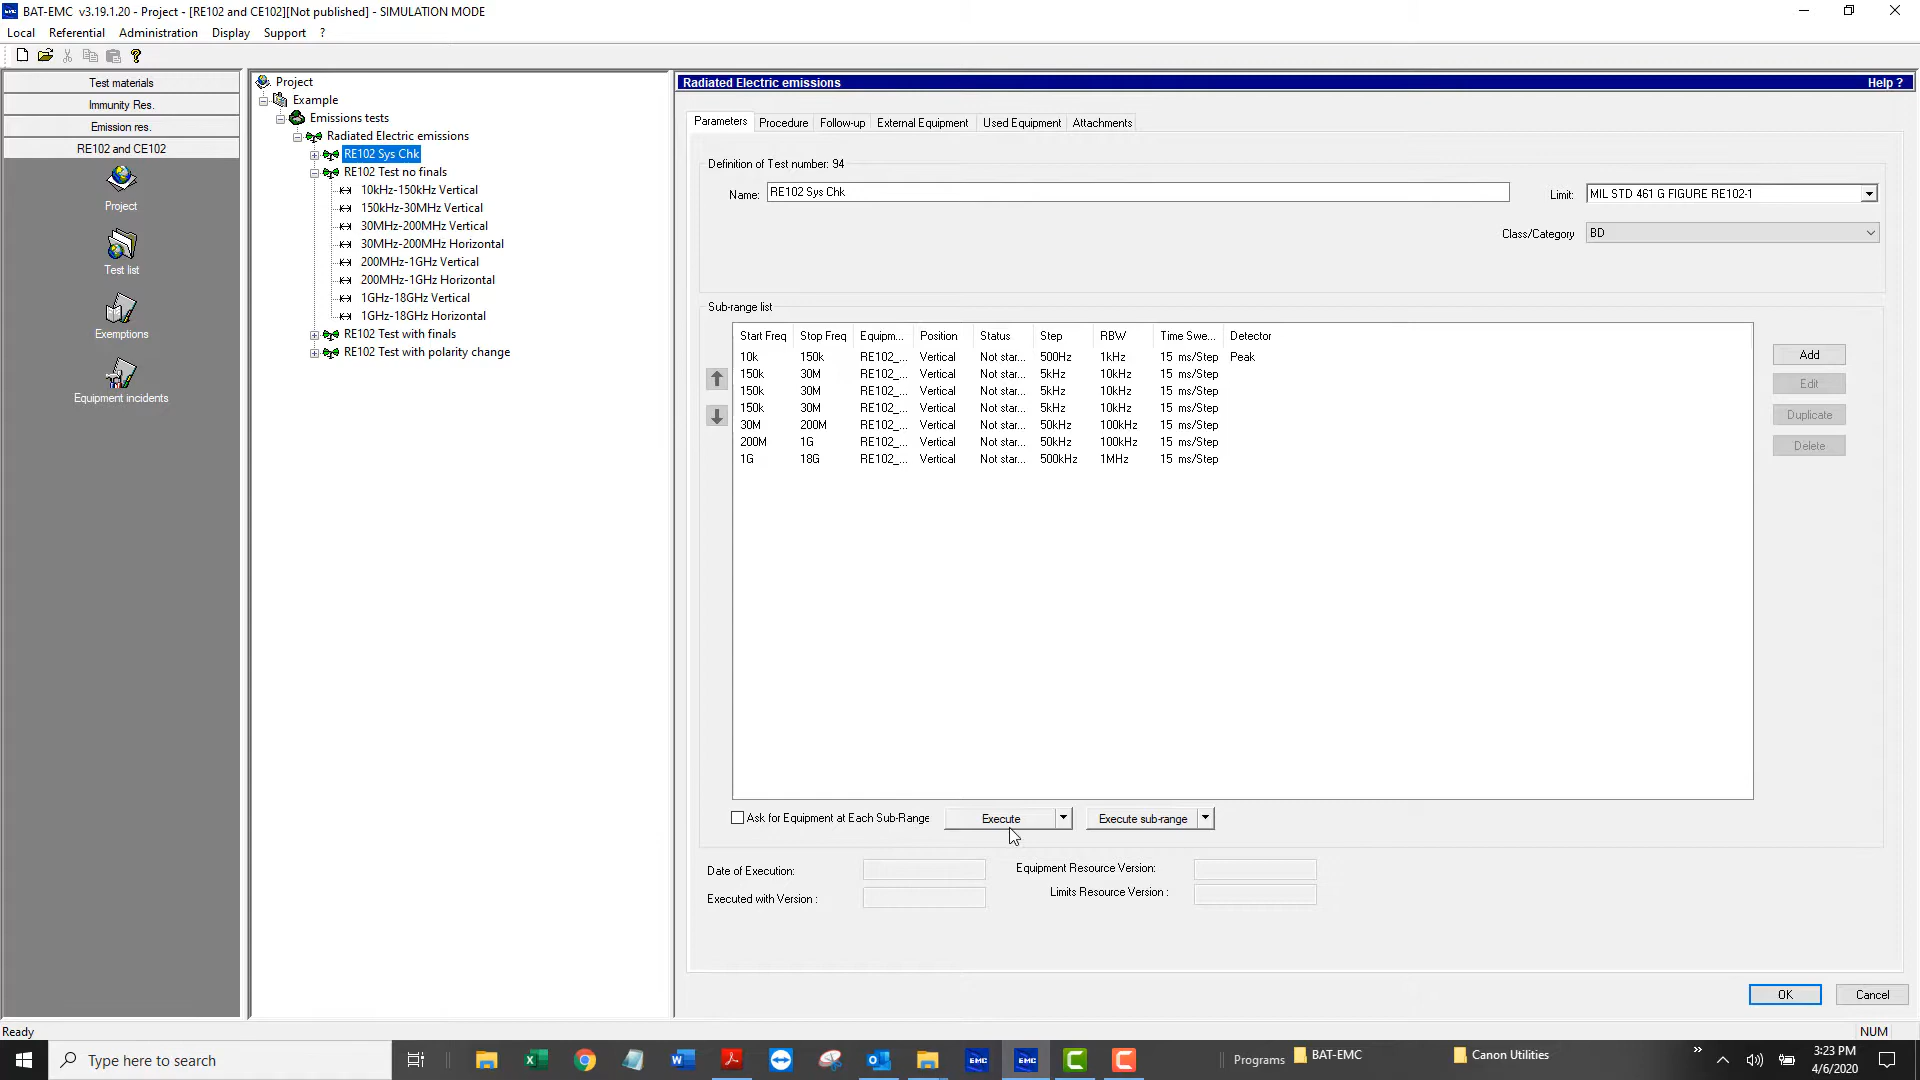 BAT-EMC v3.19.1.20 - Project - [RE102 and CE102][Not published] - SIMULATION MODE
Local Referential Administration Display Support ?
Test materials
Immunity Res.
Emission res.
RE102 and CE102
Project
Test list
Exemptions
Equipment incidents
Project
Example
Emissions tests
Radiated Electric emissions
RE102 Sys Chk
RE102 Test no finals
10kHz-150kHz Vertical
150kHz-30MHz Vertical
30MHz-200MHz Vertical
30MHz-200MHz Horizontal
200MHz-1GHz Vertical
200MHz-1GHz Horizontal
1GHz-18GHz Vertical
1GHz-18GHz Horizontal
RE102 Test with finals
RE102 Test with polarity change
Radiated Electric emissions Help ?
Parameters Procedure Follow-up External Equipment Used Equipment Attachments
Definition of Test number: 94
Name: RE102 Sys Chk Limit: MIL STD 461 G FIGURE RE102-1
Class/Category BD
Sub-range list
Start Freq Stop Freq Equipm... Position Status Step RBW Time Swe... Detector
10k 150k RE102_... Vertical Not star... 500Hz 1kHz 15 ms/Step Peak
150k 30M RE102_... Vertical Not star... 5kHz 10kHz 15 ms/Step
150k 30M RE102_... Vertical Not star... 5kHz 10kHz 15 ms/Step
150k 30M RE102_... Vertical Not star... 5kHz 10kHz 15 ms/Step
30M 200M RE102_... Vertical Not star... 50kHz 100kHz 15 ms/Step
200M 1G RE102_... Vertical Not star... 50kHz 100kHz 15 ms/Step
1G 18G RE102_... Vertical Not star... 500kHz 1MHz 15 ms/Step
Add
Edit
Duplicate
Delete
Ask for Equipment at Each Sub-Range Execute Execute sub-range
Date of Execution: Equipment Resource Version:
Executed with Version : Limits Resource Version :
OK Cancel
Ready NUM
Type here to search
EMC EMC
Programs BAT-EMC Canon Utilities
3:23 PM
4/6/2020